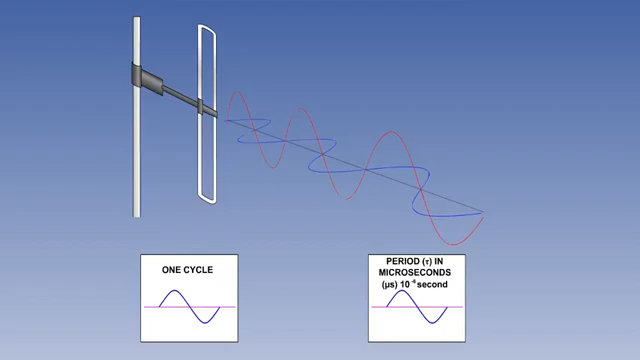 ONE CYCLE
PERIOD (τ) IN
MICROSECONDS
(μs) 10⁻⁶ second